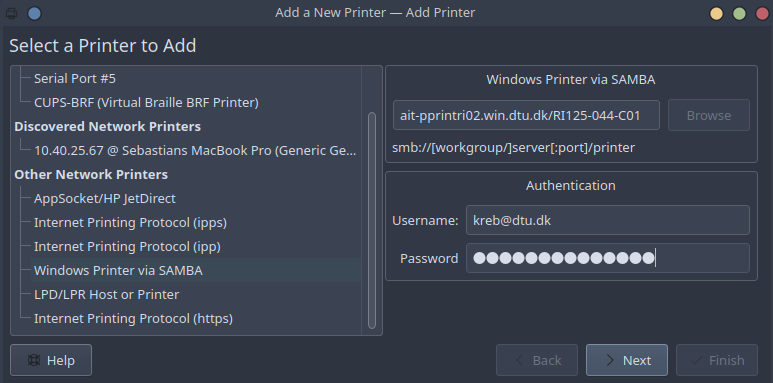 Add a New Printer — Add Printer
Select a Printer to Add
Serial Port #5
CUPS-BRF (Virtual Braille BRF Printer)
Discovered Network Printers
10.40.25.67 @ Sebastians MacBook Pro (Generic Ge...
Other Network Printers
AppSocket/HP JetDirect
Internet Printing Protocol (ipps)
Internet Printing Protocol (ipp)
Windows Printer via SAMBA
LPD/LPR Host or Printer
Internet Printing Protocol (https)
Windows Printer via SAMBA
ait-pprintri02.win.dtu.dk/RI125-044-C01
Browse
smb://[workgroup/]server[:port]/printer
Authentication
Username:
kreb@dtu.dk
Password
●●●●●●●●●●●●●●
Help
Back
Next
Finish